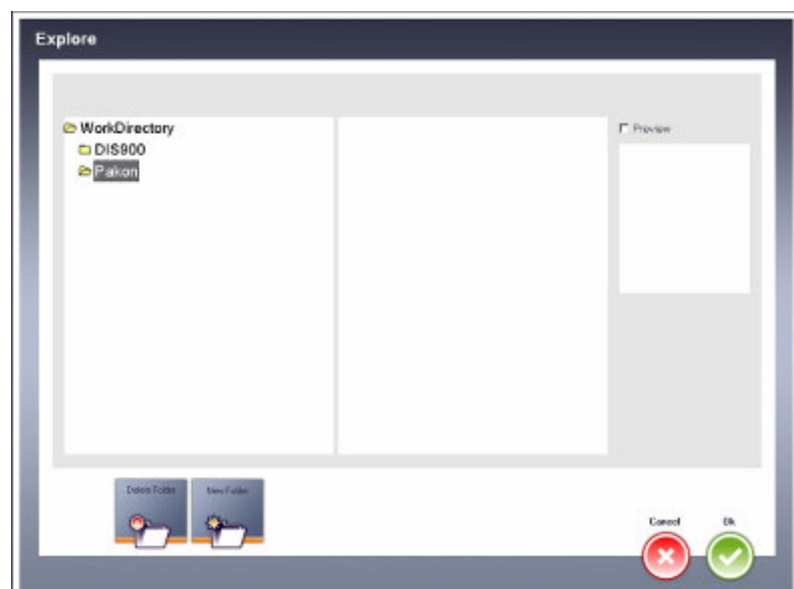 Explore
WorkDirectory
DIS900
Pakon
Preview
Delete Folder
New Folder
Cancel
Ok